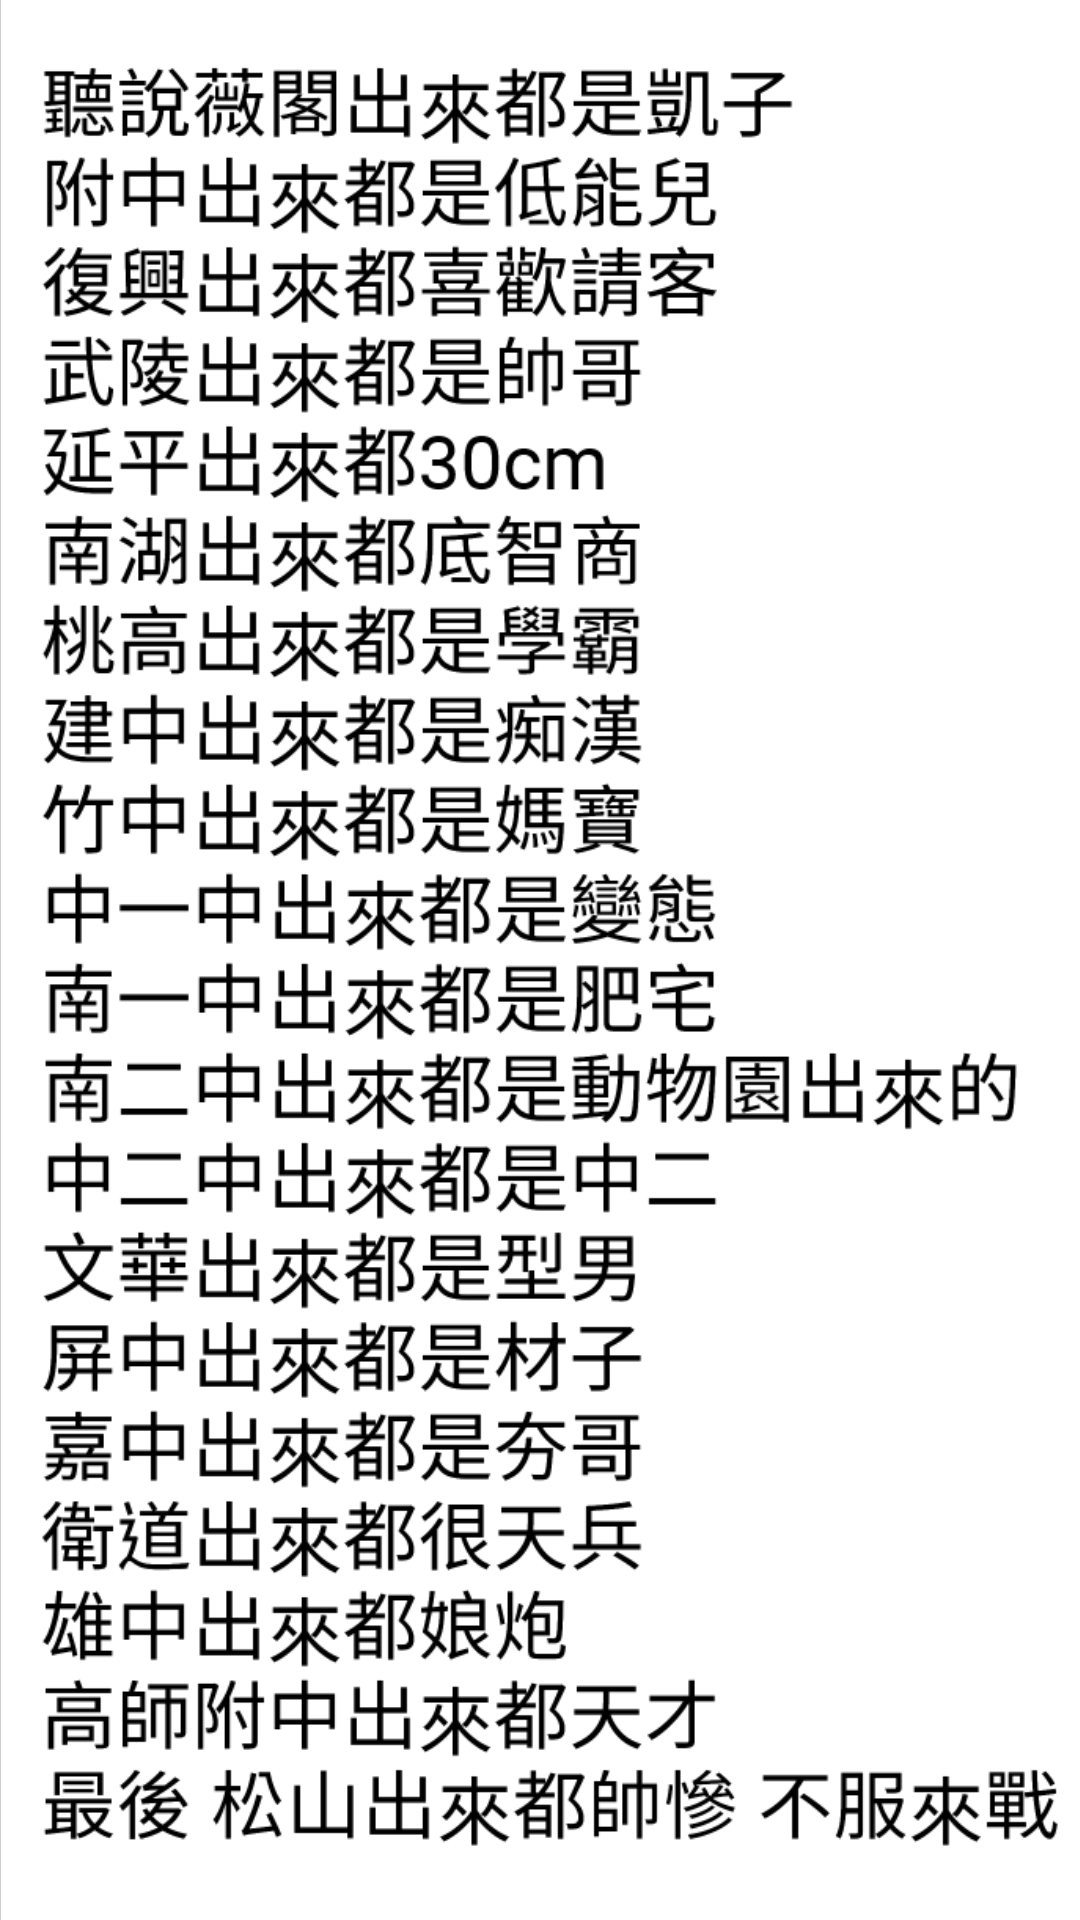 聽說薇閣出來都是凱子
附中出來都是低能兒
復興出來都喜歡請客
武陵出來都是帥哥
延平出來都30cm
南湖出來都底智商
桃高出來都是學霸
建中出來都是痴漢
竹中出來都是媽寶
中一中出來都是變態
南一中出來都是肥宅
南二中出來都是動物園出來的
中二中出來都是中二
文華出來都是型男
屏中出來都是材子
嘉中出來都是夯哥
衛道出來都很天兵
雄中出來都娘炮
高師附中出來都天才
最後 松山出來都帥慘 不服來戰